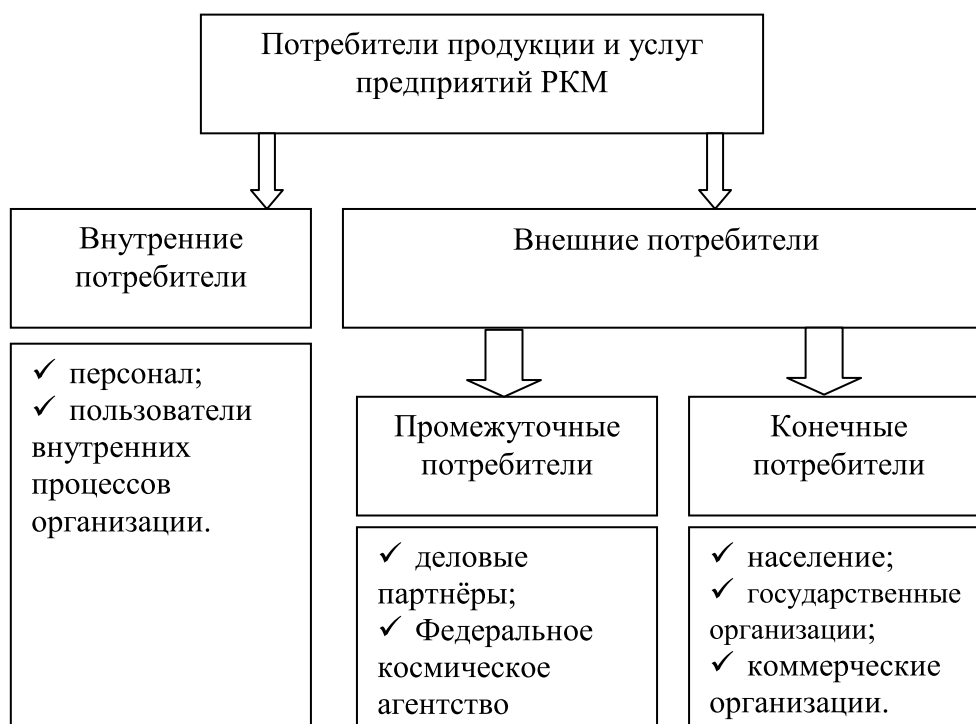 Потребители продукции и услуг
предприятий РКМ
Внутренние
потребители
Внешние потребители
✓ персонал;
✓ пользователи
внутренних
процессов
организации.
Промежуточные
потребители
Конечные
потребители
✓ деловые
партнёры;
✓ Федеральное
космическое
агентство
✓ население;
✓ государственные
организации;
✓ коммерческие
организации.